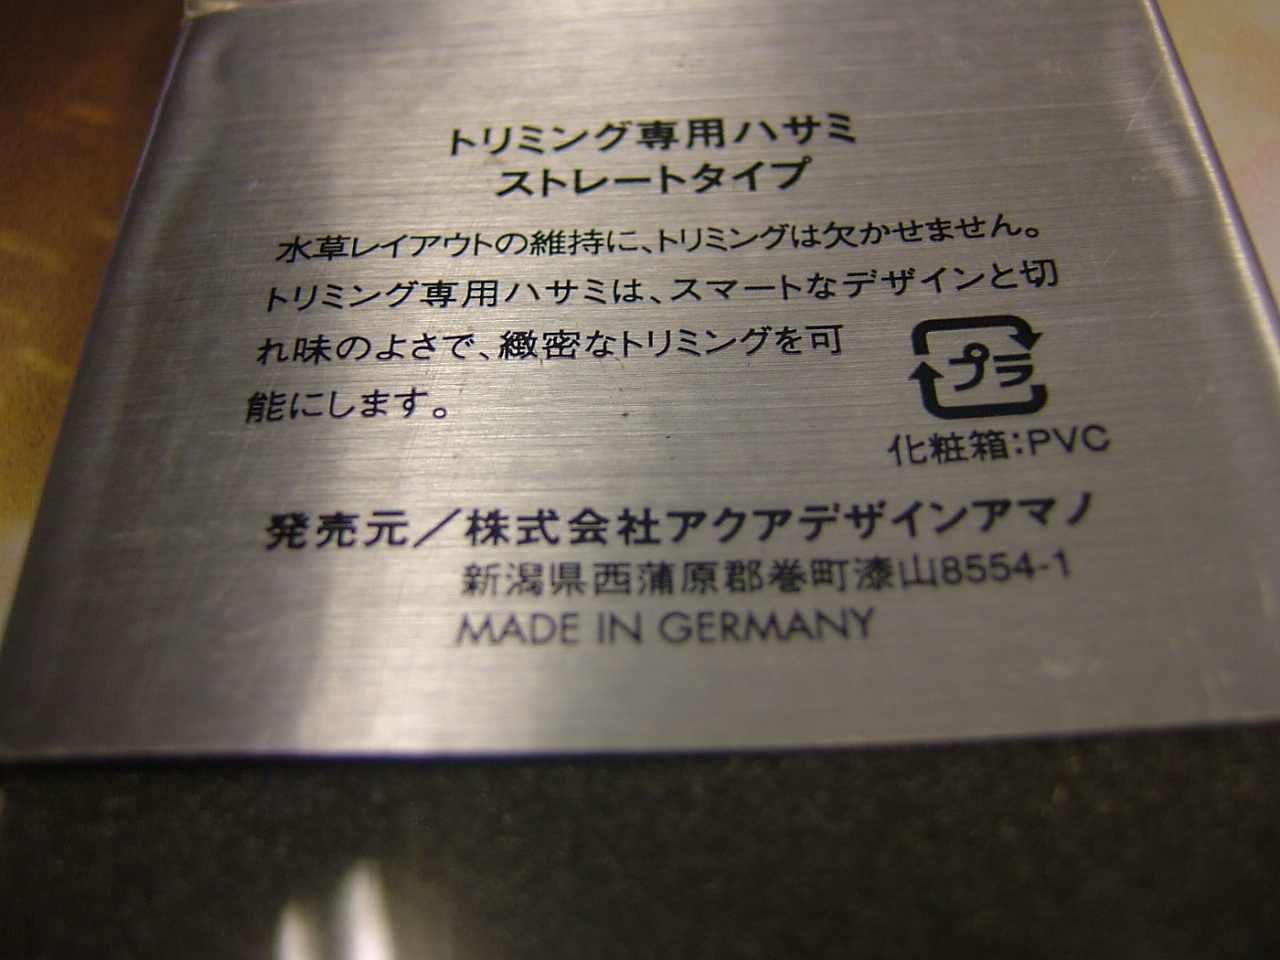 トリミング専用ハサミ
ストレートタイプ
水草レイアウトの維持に、トリミングは欠かせません。
トリミング専用ハサミは、スマートなデザインと切
れ味のよさで、緻密なトリミングを可
能にします。
プラ
化粧箱:PVC
発売元／株式会社アクアデザインアマノ
新潟県西蒲原郡巻町漆山8554-1
MADE IN GERMANY